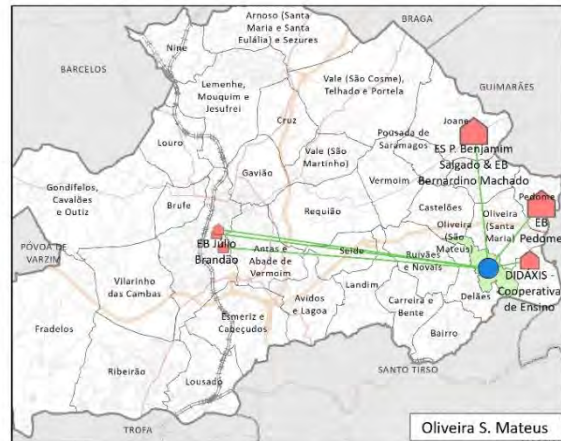 Arnoso (Santa
Maria e Santa
Eulália) e Sezures
BRAGA
Nine
BARCELOS
Lemenhe,
Mouquim e
Jesufrei
Vale (São Cosme),
Telhado e Portela
GUIMARÃES
Cruz
Joane
Pousada de
Saramagos
ES P. Benjamim
Salgado & EB
Bernardino Machado
Louro
Vale (São
Martinho)
Gavião
Vermoim
Gondifelos,
Cavalões
e Outiz
Castelões
Pedome
Brufe
Requião
Oliveira (São
Mateus)
Oliveira
(Santa
Maria)
EB
Pedome
PÓVOA DE
VARZIM
EB Júlio
Brandão
Antas e
Abade de
Vermoim
Seide
Ruivães
e Novais
DIDAXIS -
Cooperativa
de Ensino
Vilarinho
das Cambas
Landim
Delães
Avidos
e Lagoa
Carreira e
Bente
Fradelos
Esmeriz e
Cabeçudos
Bairro
Ribeirão
SANTO TIRSO
Lousado
TROFA
Oliveira S. Mateus